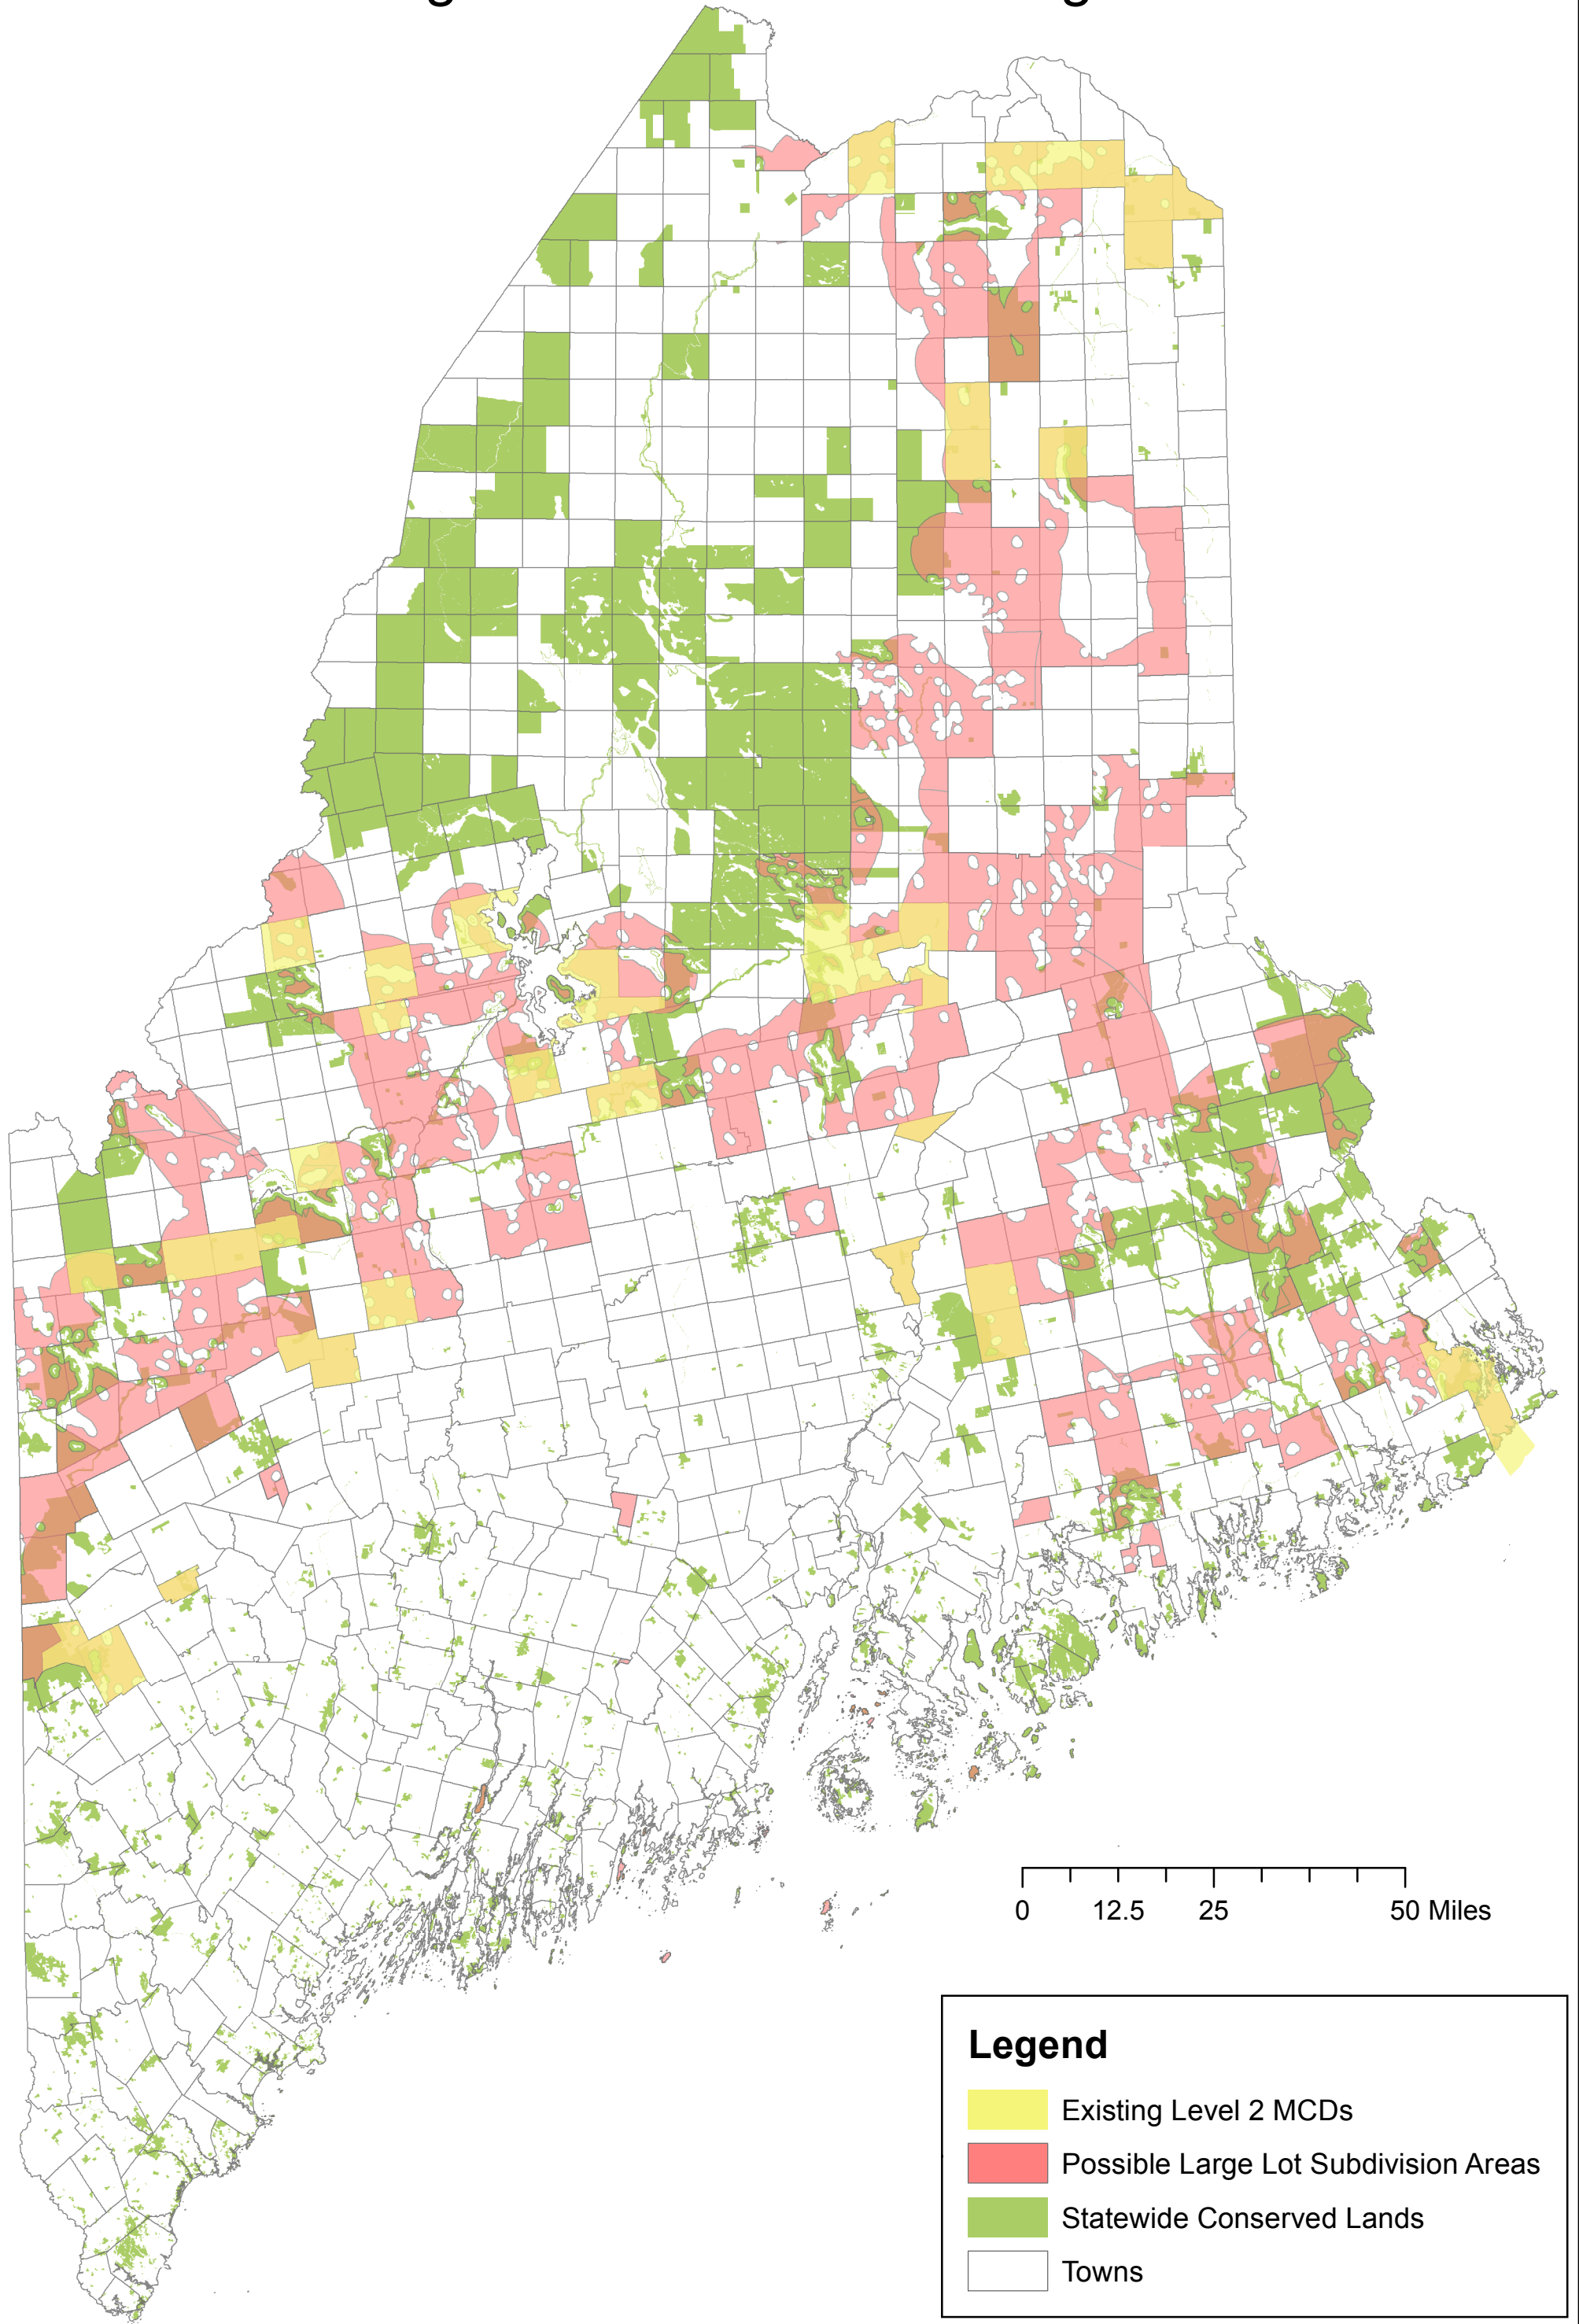 0 12.5 25 50 Miles
Legend
Existing Level 2 MCDs
Possible Large Lot Subdivision Areas
Statewide Conserved Lands
Towns